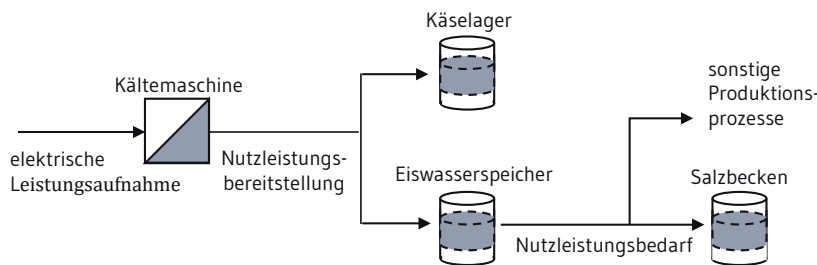 Käselager
Kältemaschine
sonstige
Produktions-
prozesse
elektrische
Leistungsaufnahme
Nutzleistungs-
bereitstellung
Eiswasserspeicher
Salzbecken
Nutzleistungsbedarf